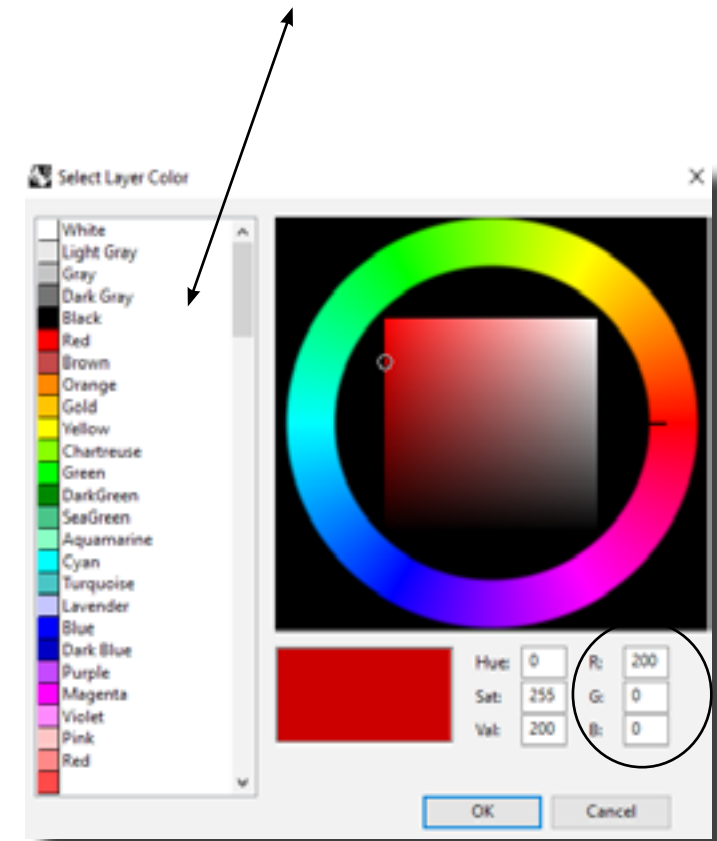 Select Layer Color
White
Light Gray
Gray
Dark Gray
Black
Red
Brown
Orange
Gold
Yellow
Chartreuse
Green
DarkGreen
SeaGreen
Aquamarine
Cyan
Turquoise
Lavender
Blue
Dark Blue
Purple
Magenta
Violet
Pink
Red
Hue: 0 R: 200
Sat: 255 G: 0
Val: 200 B: 0
OK Cancel